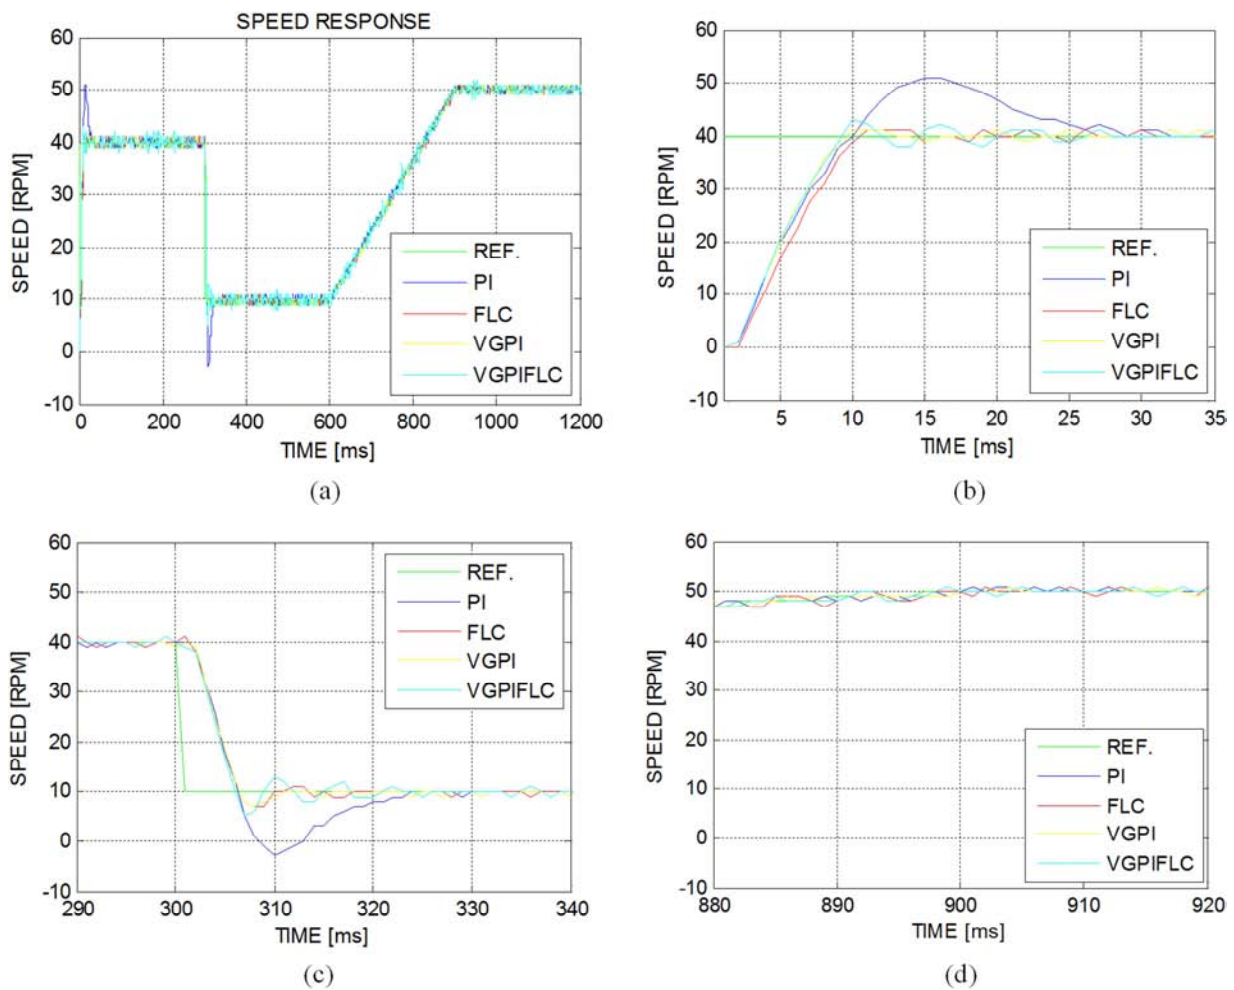 SPEED RESPONSE
60
50
40
30
20
10
0
-10
SPEED [RPM]
REF.
PI
FLC
VGPI
VGPIFLC
0 200 400 600 800 1000 1200
TIME [ms]
(a)
60
50
40
30
20
10
0
-10
SPEED [RPM]
REF.
PI
FLC
VGPI
VGPIFLC
5 10 15 20 25 30 35
TIME [ms]
(b)
60
50
40
30
20
10
0
-10
SPEED [RPM]
REF.
PI
FLC
VGPI
VGPIFLC
290 300 310 320 330 340
TIME [ms]
(c)
60
50
40
30
20
10
0
-10
SPEED [RPM]
REF.
PI
FLC
VGPI
VGPIFLC
880 890 900 910 920
TIME [ms]
(d)